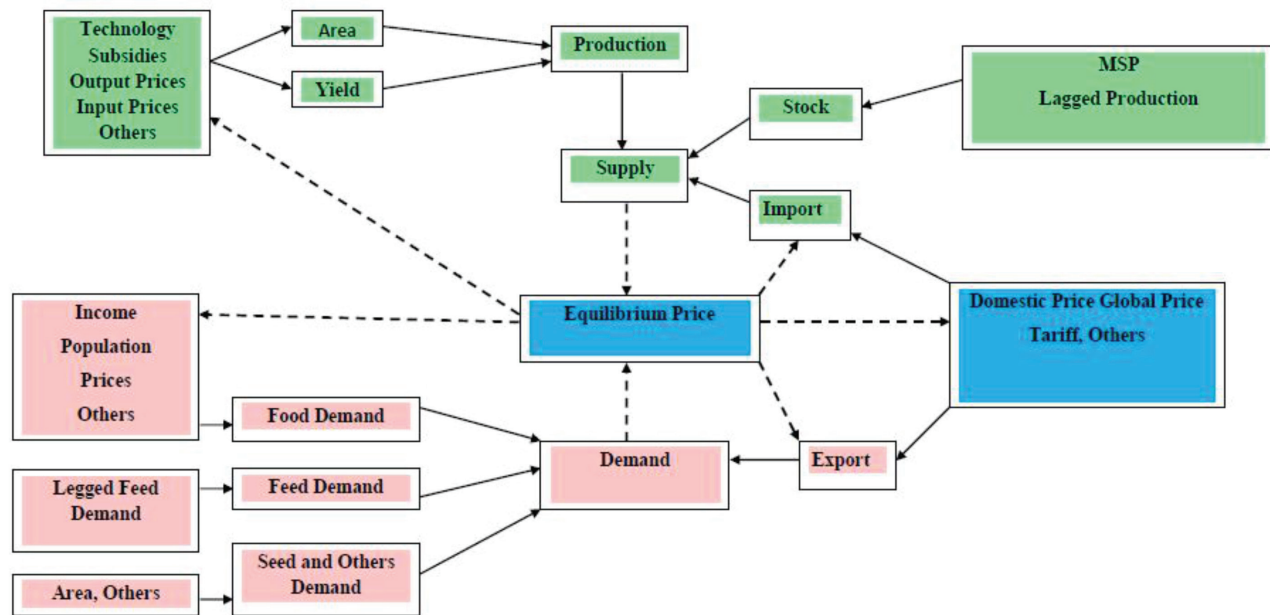 Technology
Subsidies
Output Prices
Input Prices
Others
Area
Yield
Production
Stock
MSP
Lagged Production
Supply
Import
Equilibrium Price
Domestic Price Global Price
Tariff, Others
Income
Population
Prices
Others
Food Demand
Demand
Export
Legged Feed
Demand
Feed Demand
Seed and Others
Demand
Area, Others